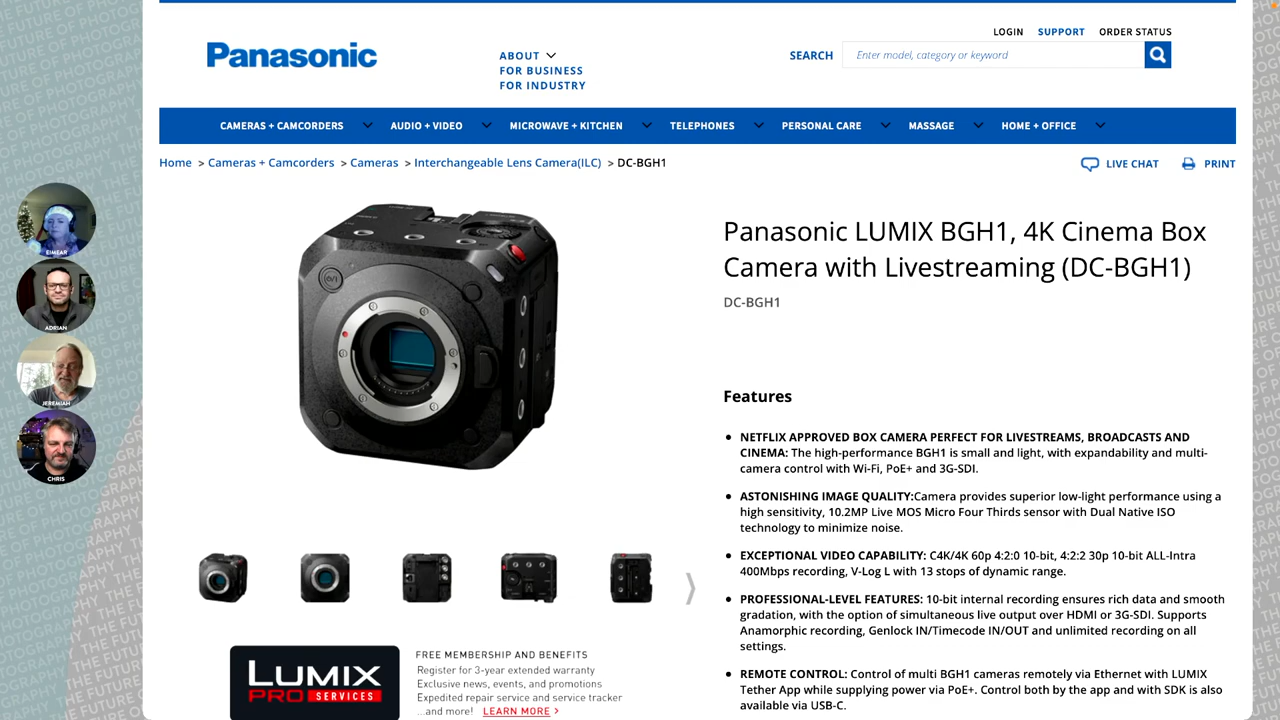 LOGIN SUPPORT ORDER STATUS
Panasonic
ABOUT
FOR BUSINESS
FOR INDUSTRY
SEARCH Enter model, category or keyword
CAMERAS + CAMCORDERS AUDIO + VIDEO MICROWAVE + KITCHEN TELEPHONES PERSONAL CARE MASSAGE HOME + OFFICE
Home > Cameras + Camcorders > Cameras > Interchangeable Lens Camera(ILC) > DC-BGH1
LIVE CHAT PRINT
EIMEAR
ADRIAN
JEREMIAH
CHRIS
Panasonic LUMIX BGH1, 4K Cinema Box
Camera with Livestreaming (DC-BGH1)
DC-BGH1
Features
• NETFLIX APPROVED BOX CAMERA PERFECT FOR LIVESTREAMS, BROADCASTS AND
CINEMA: The high-performance BGH1 is small and light, with expandability and multi-
camera control with Wi-Fi, PoE+ and 3G-SDI.
• ASTONISHING IMAGE QUALITY:Camera provides superior low-light performance using a
high sensitivity, 10.2MP Live MOS Micro Four Thirds sensor with Dual Native ISO
technology to minimize noise.
• EXCEPTIONAL VIDEO CAPABILITY: C4K/4K 60p 4:2:0 10-bit, 4:2:2 30p 10-bit ALL-Intra
400Mbps recording, V-Log L with 13 stops of dynamic range.
• PROFESSIONAL-LEVEL FEATURES: 10-bit internal recording ensures rich data and smooth
gradation, with the option of simultaneous live output over HDMI or 3G-SDI. Supports
Anamorphic recording, Genlock IN/Timecode IN/OUT and unlimited recording on all
settings.
• REMOTE CONTROL: Control of multi BGH1 cameras remotely via Ethernet with LUMIX
Tether App while supplying power via PoE+. Control both by the app and with SDK is also
available via USB-C.
LUMIX
PRO SERVICES
FREE MEMBERSHIP AND BENEFITS
Register for 3-year extended warranty
Exclusive news, events, and promotions
Expedited repair service and service tracker
...and more! LEARN MORE >